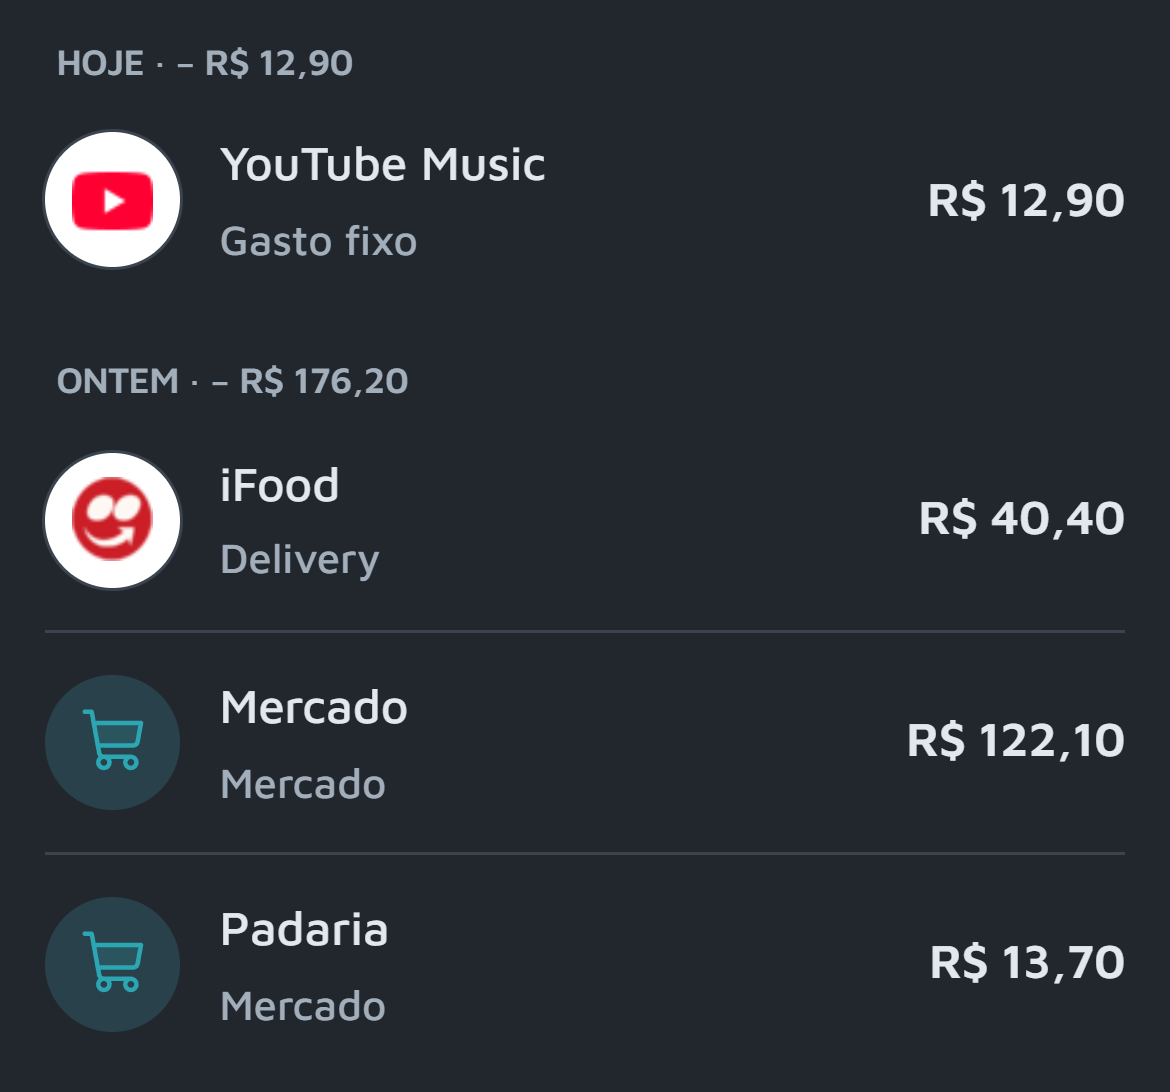 HOJE · – R$ 12,90
YouTube Music
R$ 12,90
Gasto fixo
ONTEM · – R$ 176,20
iFood
R$ 40,40
Delivery
Mercado
R$ 122,10
Mercado
Padaria
R$ 13,70
Mercado